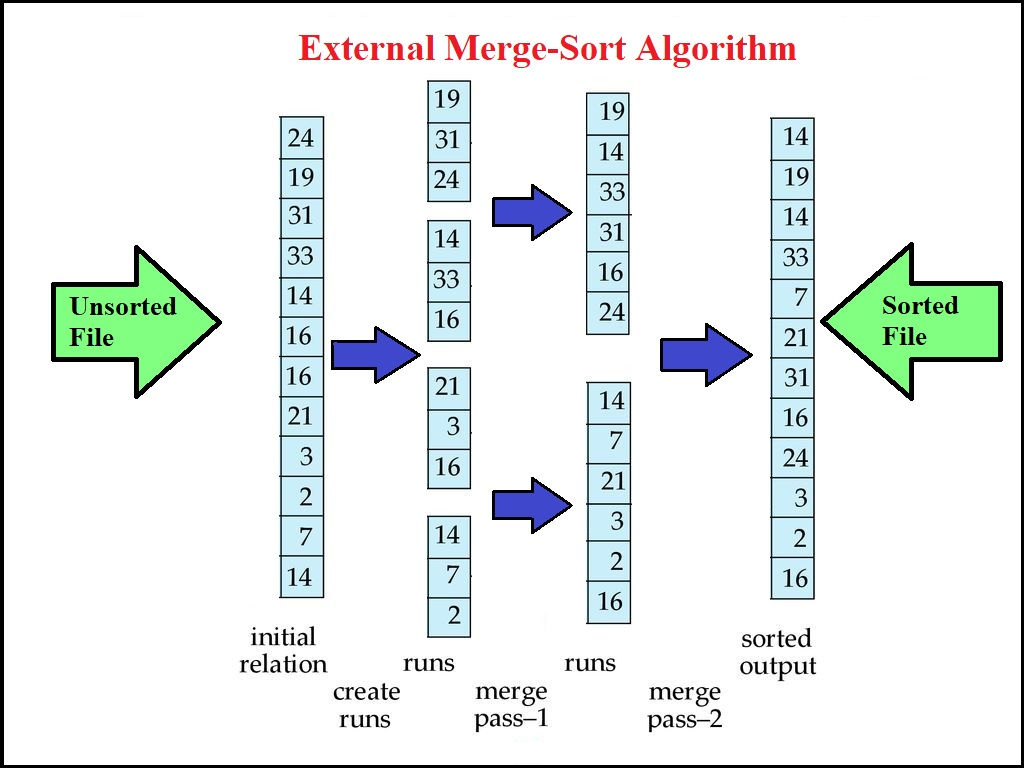 External Merge-Sort Algorithm
Unsorted
File
24
19
31
33
14
16
16
21
3
2
7
14
initial
relation
create
runs
19
31
24
14
33
16
21
3
16
14
7
2
runs
merge
pass–1
19
14
33
31
16
24
14
7
21
3
2
16
runs
merge
pass–2
14
19
14
33
7
21
31
16
24
3
2
16
sorted
output
Sorted
File